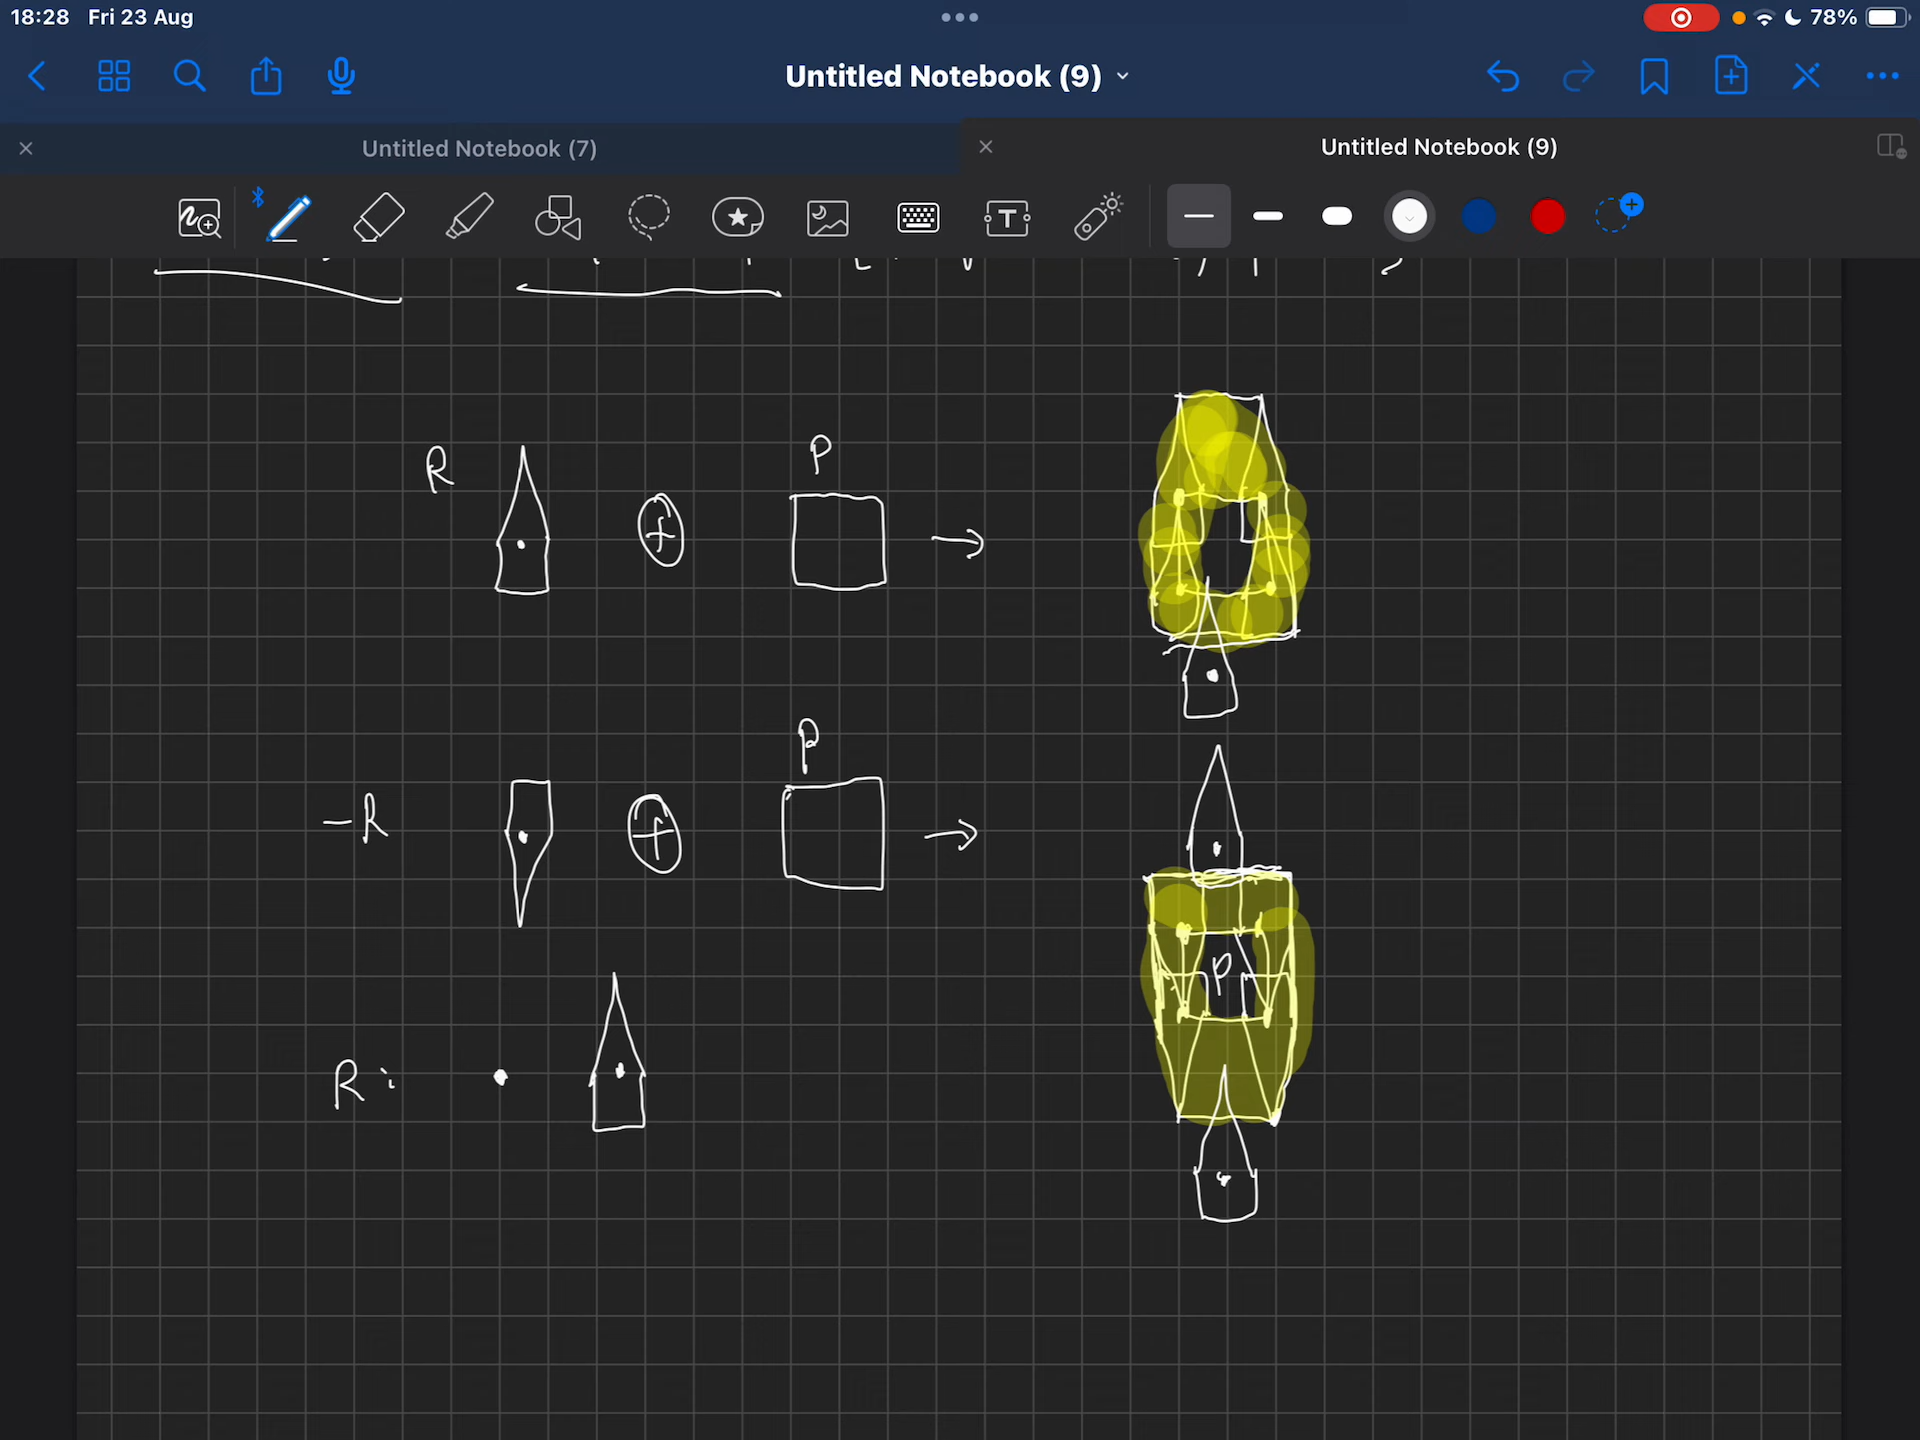 18:28 Fri 23 Aug
78%
Untitled Notebook (9)
Untitled Notebook (7)
Untitled Notebook (9)
T
R
P
+
→
P
-R
+
→
P
R: